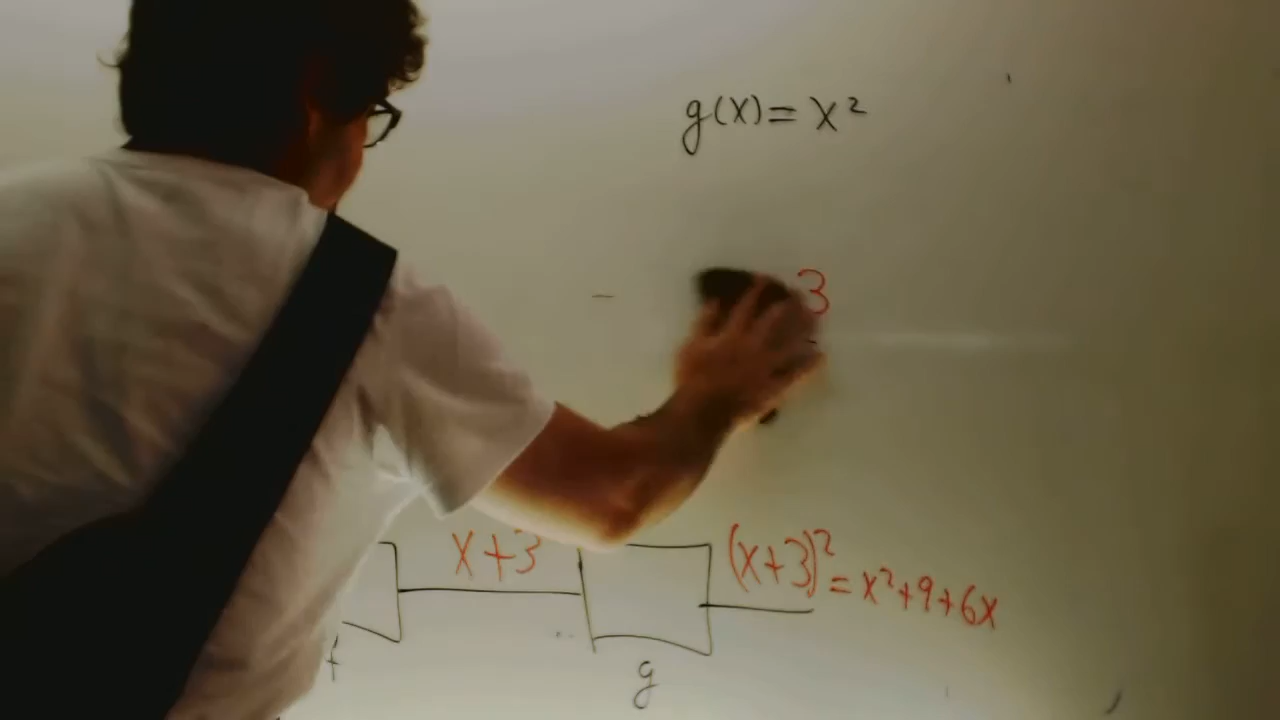 g(x) = x²
3
x+3
(x+3)² = x²+9+6x
f
g